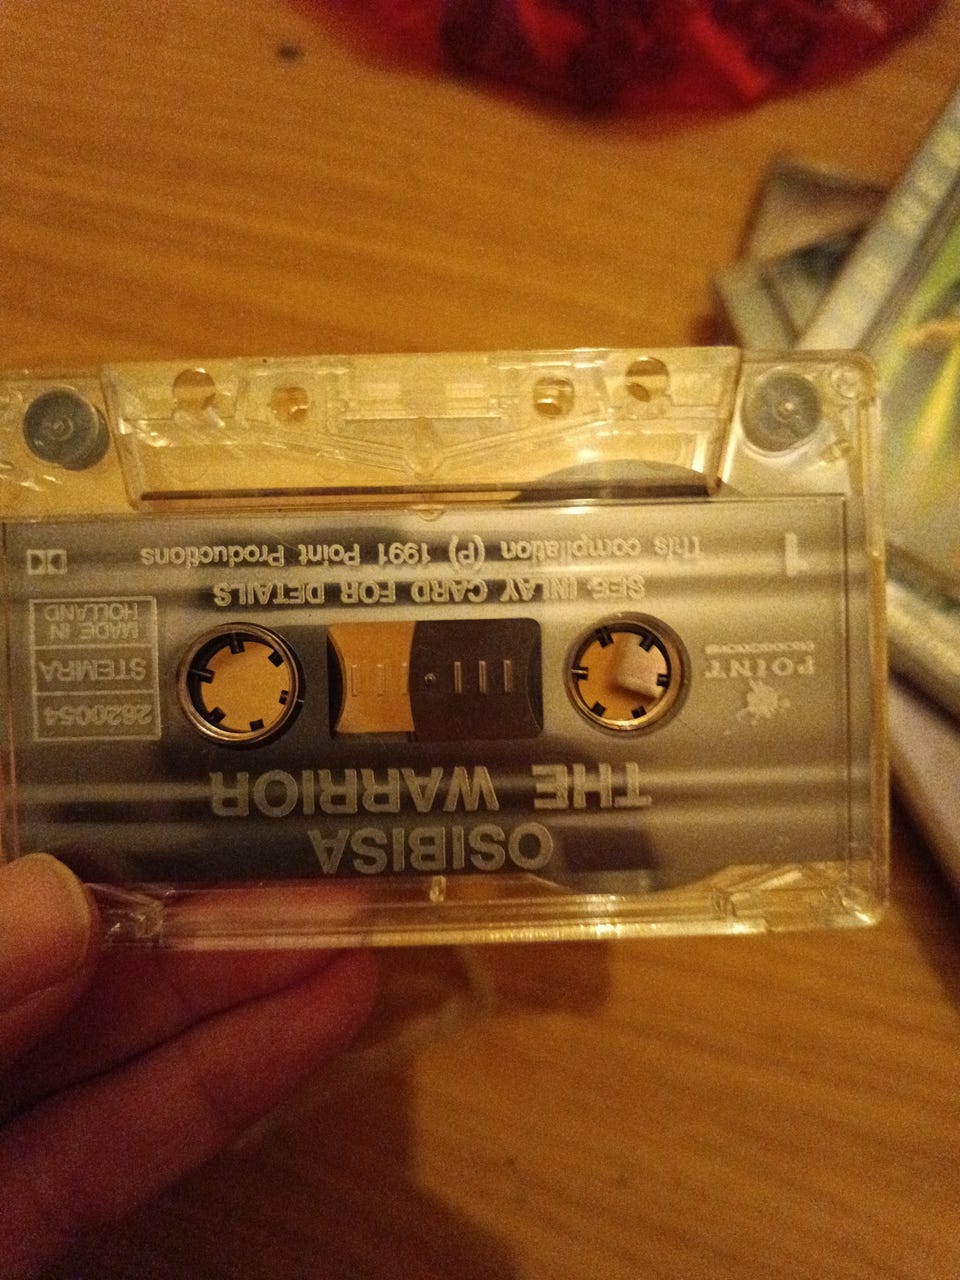 OSIBISA
THE WARRIOR
POINT
PRODUCTIONS
2620054
STEMRA
MADE IN
HOLLAND
SEE INLAY CARD FOR DETAILS
1
This compilation (P) 1991 Point Productions